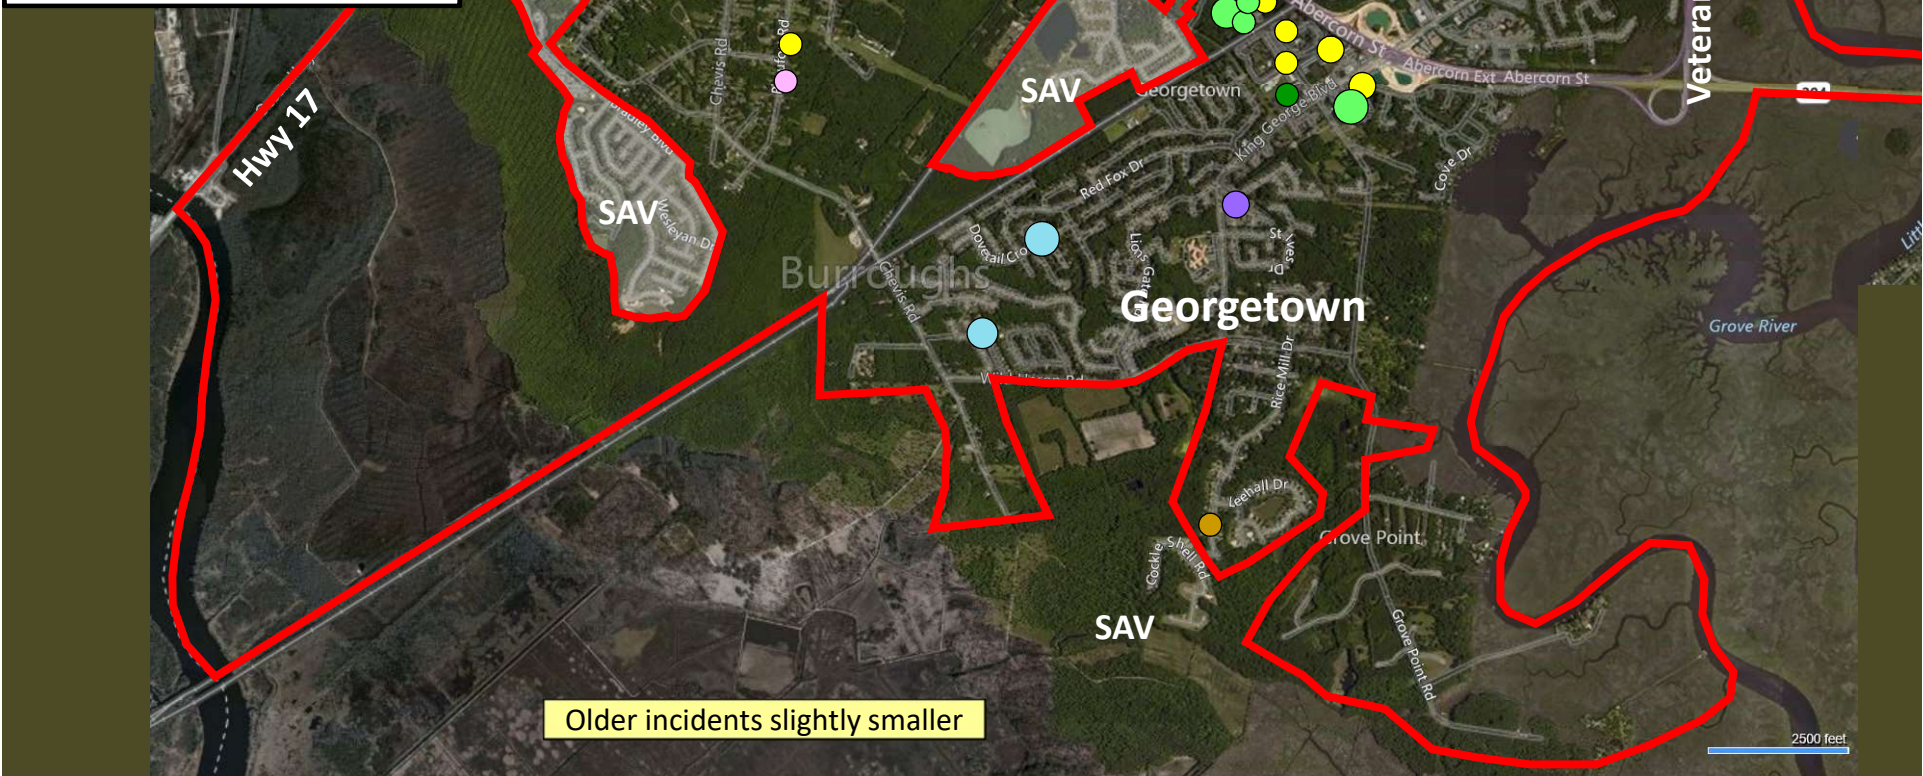 Abercorn St.
Vetera
Chevis Rd
Hwy 17
SAV
Georgetown
Abercorn Ext
Abercorn St
King George Blvd
Bradley Blvd
Red Fox Dr
Cove Dr
SAV
Wesleyan Dr
Burroughs
Chevis Rd
Georgetown
Grove River
Rice Mill Dr
Grove Point
Cockle
Shell Rd
SAV
Grove Point Rd
Older incidents slightly smaller
2500 feet